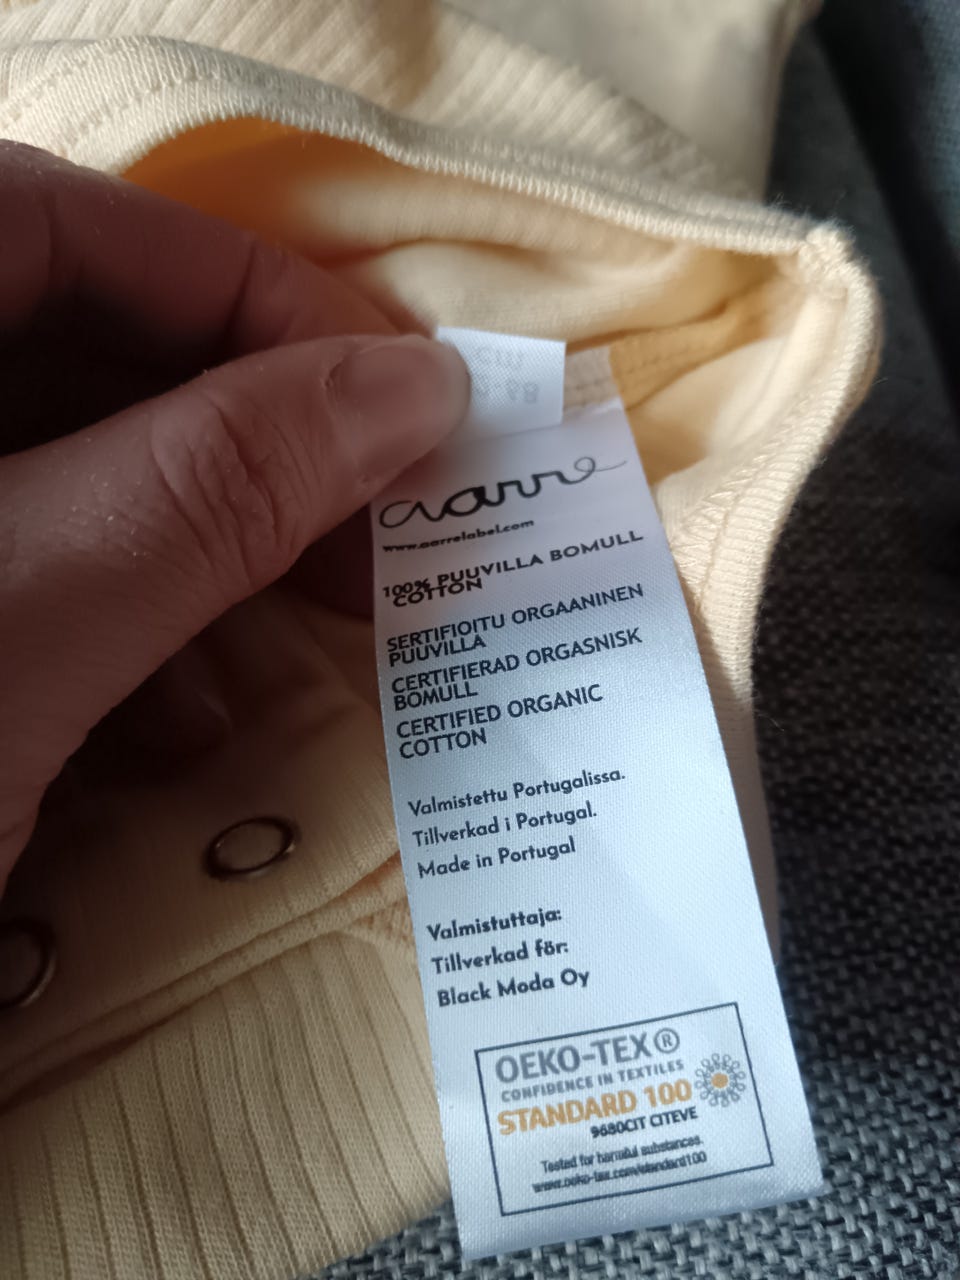 cm
68
aarre
www.aarrelabel.com
100% PUUVILLA BOMULL
COTTON
SERTIFIOITU ORGAANINEN
PUUVILLA
CERTIFIERAD ORGASNISK
BOMULL
CERTIFIED ORGANIC
COTTON
Valmistettu Portugalissa.
Tillverkad i Portugal.
Made in Portugal
Valmistuttaja:
Tillverkad för:
Black Moda Oy
OEKO-TEX®
CONFIDENCE IN TEXTILES
STANDARD 100
9680CIT CITEVE
Tested for harmful substances.
www.oeko-tex.com/standard100